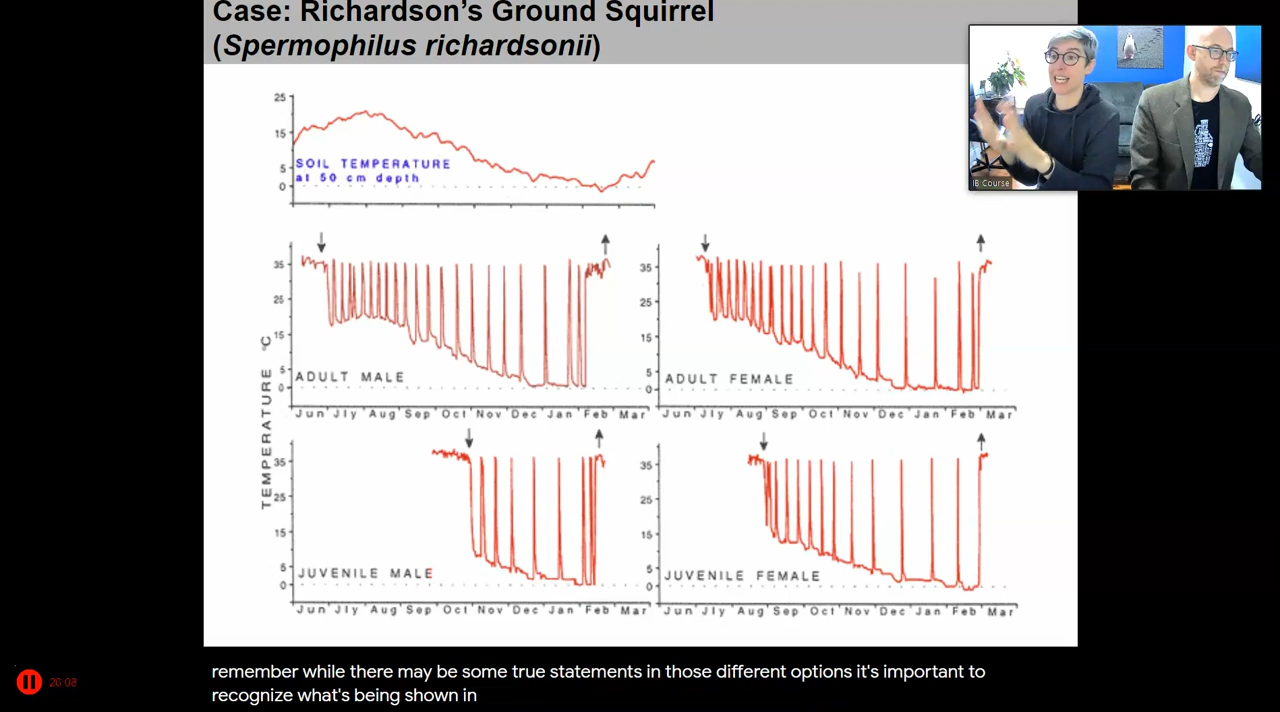 Case: Richardson's Ground Squirrel
(Spermophilus richardsonii)
IB Course
25
15
5
0
SOIL TEMPERATURE
at 50 cm depth
TEMPERATURE °C
35
25
15
5
0
ADULT MALE
Jun Jly Aug Sep Oct Nov Dec Jan Feb Mar
35
25
15
5
0
ADULT FEMALE
Jun Jly Aug Sep Oct Nov Dec Jan Feb Mar
35
25
15
5
0
JUVENILE MALE
Jun Jly Aug Sep Oct Nov Dec Jan Feb Mar
35
25
15
5
0
JUVENILE FEMALE
Jun Jly Aug Sep Oct Nov Dec Jan Feb Mar
remember while there may be some true statements in those different options it's important to
recognize what's being shown in
20:08